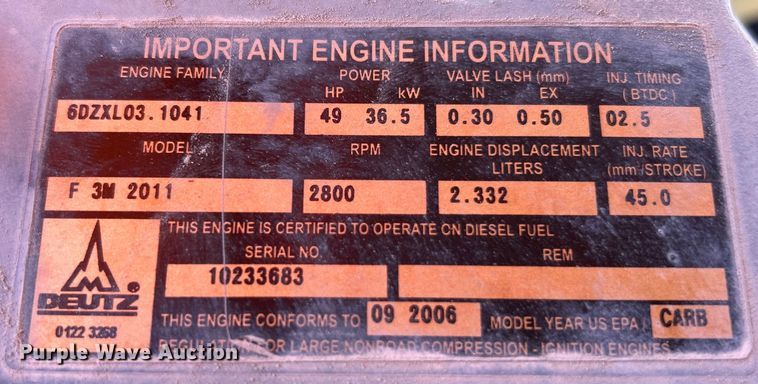 IMPORTANT ENGINE INFORMATION
ENGINE FAMILY POWER VALVE LASH (mm) INJ. TIMING
HP kW IN EX (BTDC)
6DZXL03.1041 49 36.5 0.30 0.50 02.5
MODEL RPM ENGINE DISPLACEMENT INJ. RATE
LITERS (mm /STROKE)
F 3M 2011 2800 2.332 45.0
THIS ENGINE IS CERTIFIED TO OPERATE ON DIESEL FUEL
SERIAL NO. REM
10233683
DEUTZ ®
0122 3268
THIS ENGINE CONFORMS TO 09 2006 MODEL YEAR US EPA / CARB
REGULATION FOR LARGE NONROAD COMPRESSION - IGNITION ENGINES
Purple Wave Auction